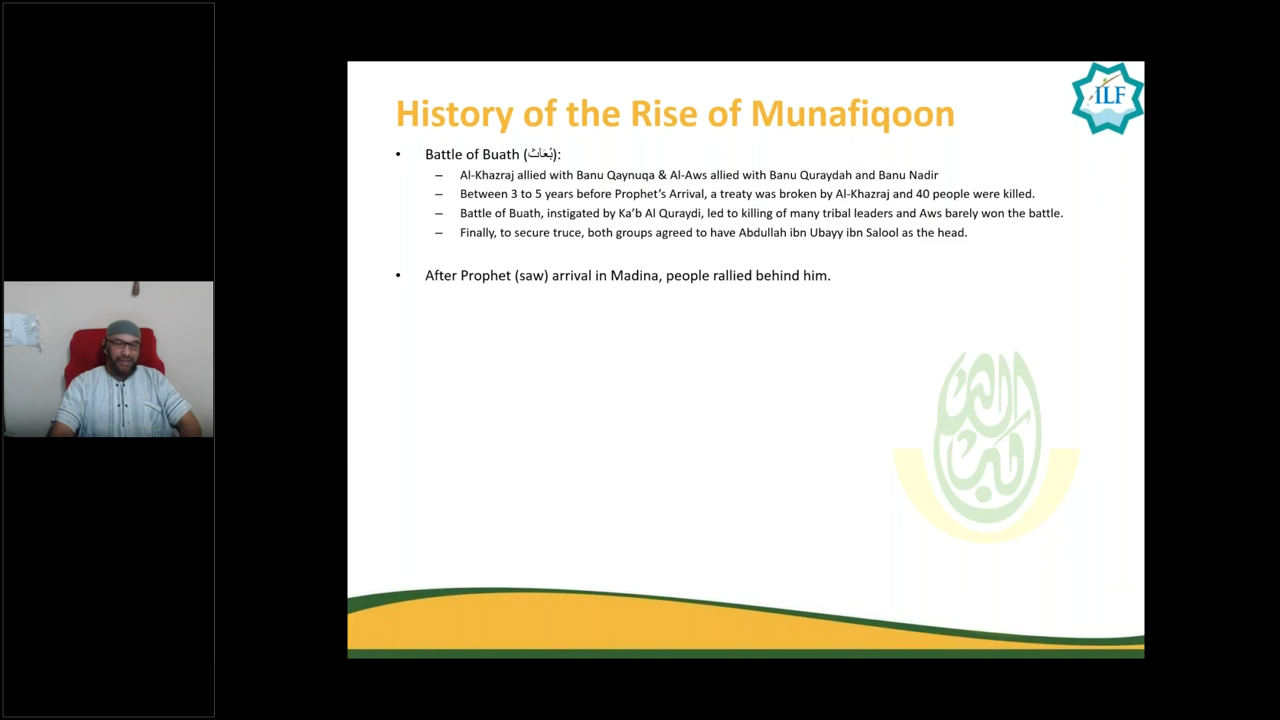 ILF
History of the Rise of Munafiqoon
• Battle of Buath (بُعَاث):
– Al-Khazraj allied with Banu Qaynuqa & Al-Aws allied with Banu Quraydah and Banu Nadir
– Between 3 to 5 years before Prophet's Arrival, a treaty was broken by Al-Khazraj and 40 people were killed.
– Battle of Buath, instigated by Ka'b Al Quraydi, led to killing of many tribal leaders and Aws barely won the battle.
– Finally, to secure truce, both groups agreed to have Abdullah ibn Ubayy ibn Salool as the head.
• After Prophet (saw) arrival in Madina, people rallied behind him.